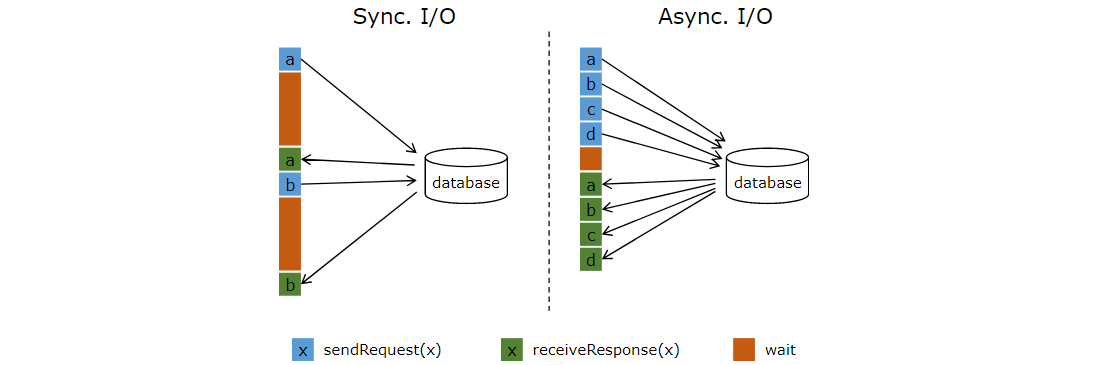 Sync. I/O
a
a
b
b
database
Async. I/O
a
b
c
d
a
b
c
d
database
x sendRequest(x)
x receiveResponse(x)
wait